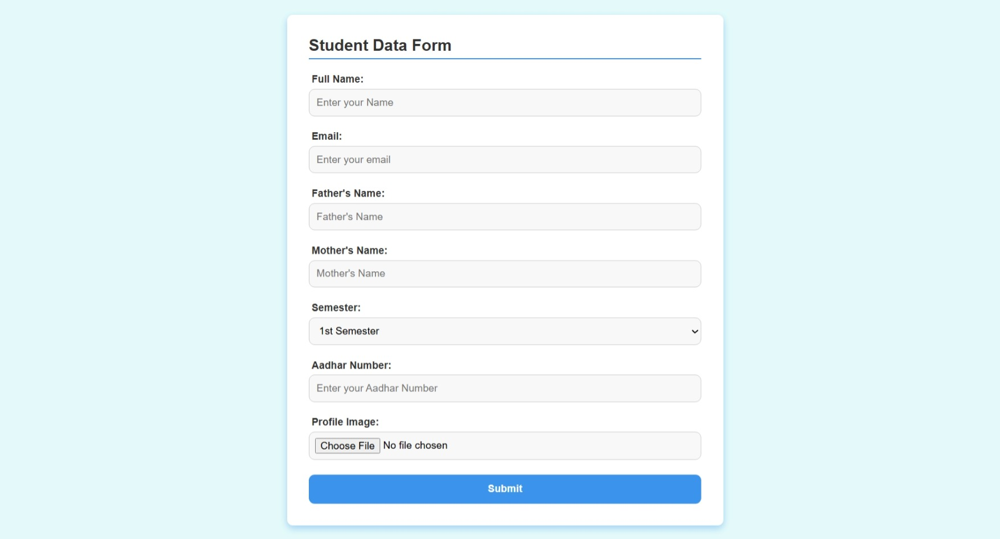 Student Data Form
Full Name:
Enter your Name
Email:
Enter your email
Father's Name:
Father's Name
Mother's Name:
Mother's Name
Semester:
1st Semester
Aadhar Number:
Enter your Aadhar Number
Profile Image:
Choose File No file chosen
Submit